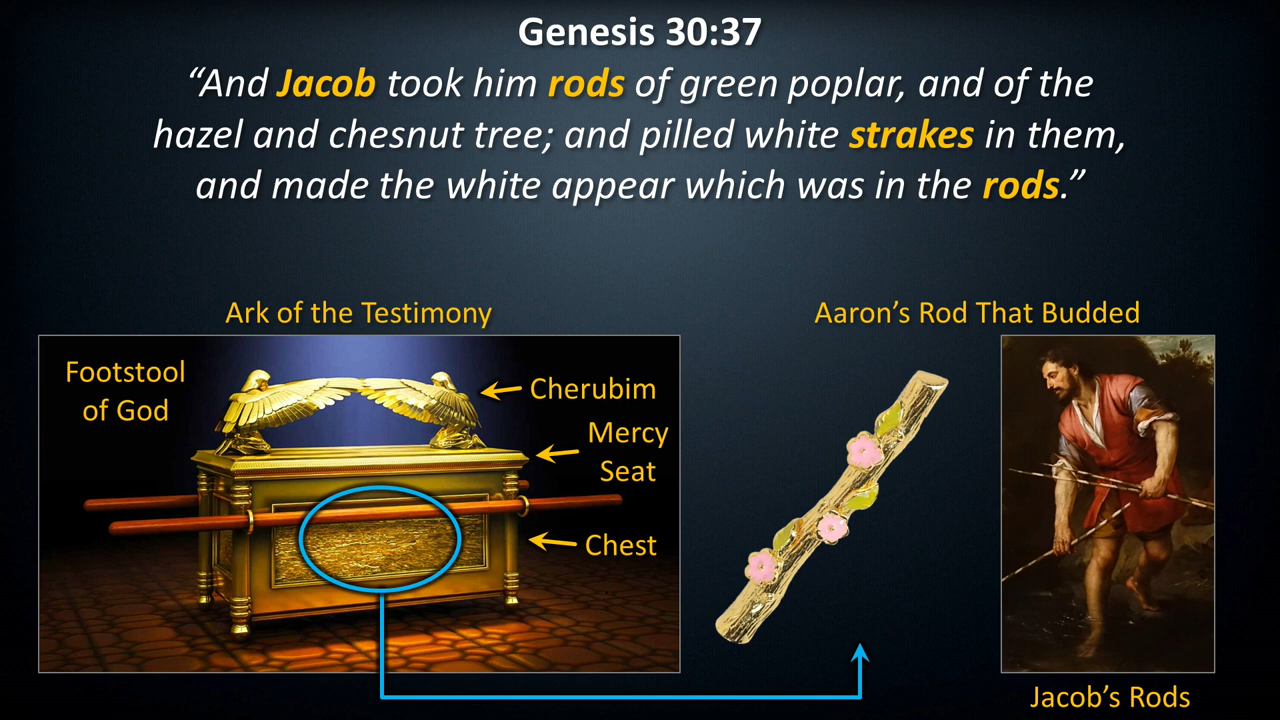 Genesis 30:37
“And Jacob took him rods of green poplar, and of the
hazel and chesnut tree; and pilled white strakes in them,
and made the white appear which was in the rods.”
Ark of the Testimony
Footstool
of God
Cherubim
Mercy
Seat
Chest
Aaron’s Rod That Budded
Jacob’s Rods